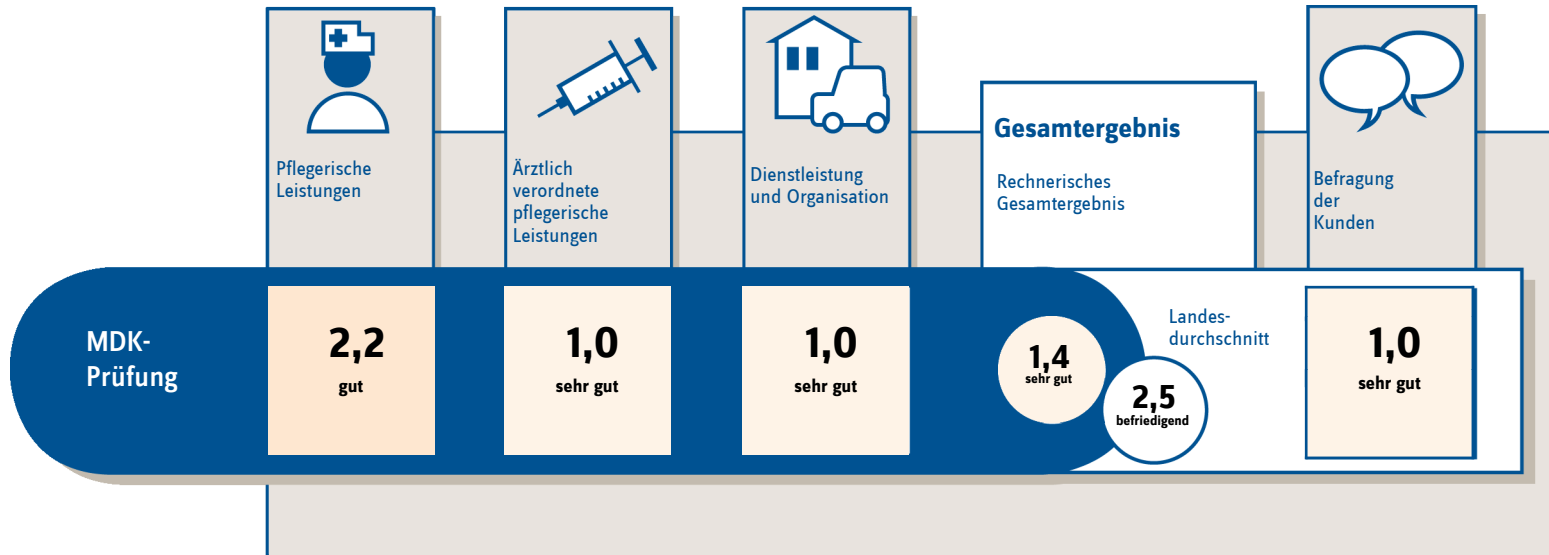 Pflegerische
Leistungen
Ärztlich
verordnete
pflegerische
Leistungen
Dienstleistung
und Organisation
Gesamtergebnis
Rechnerisches
Gesamtergebnis
Befragung
der
Kunden
MDK-
Prüfung
2,2
gut
1,0
sehr gut
1,0
sehr gut
1,4
sehr gut
Landes-
durchschnitt
2,5
befriedigend
1,0
sehr gut